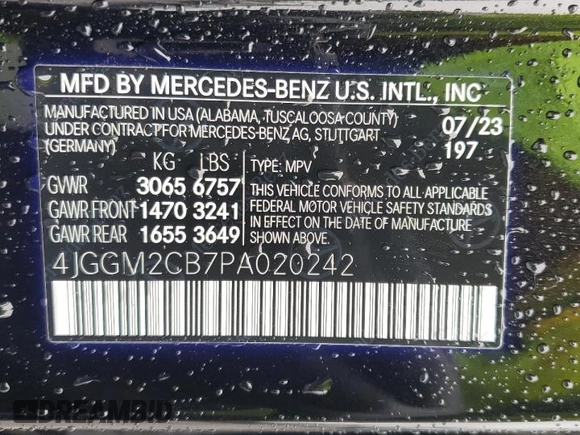 MFD BY MERCEDES-BENZ U.S. INTL., INC
MANUFACTURED IN USA (ALABAMA, TUSCALOOSA COUNTY)
UNDER CONTRACT FOR MERCEDES-BENZ AG, STUTTGART
(GERMANY)
07/23
197
KG LBS
GVWR 3065 6757
GAWR FRONT 1470 3241
GAWR REAR 1655 3649
TYPE: MPV
THIS VEHICLE CONFORMS TO ALL APPLICABLE
FEDERAL MOTOR VEHICLE SAFETY STANDARDS
IN EFFECT ON THE DATE OF MANUFACTURE
SHOWN ABOVE.
4JGGM2CB7PA020242
DREAMBID